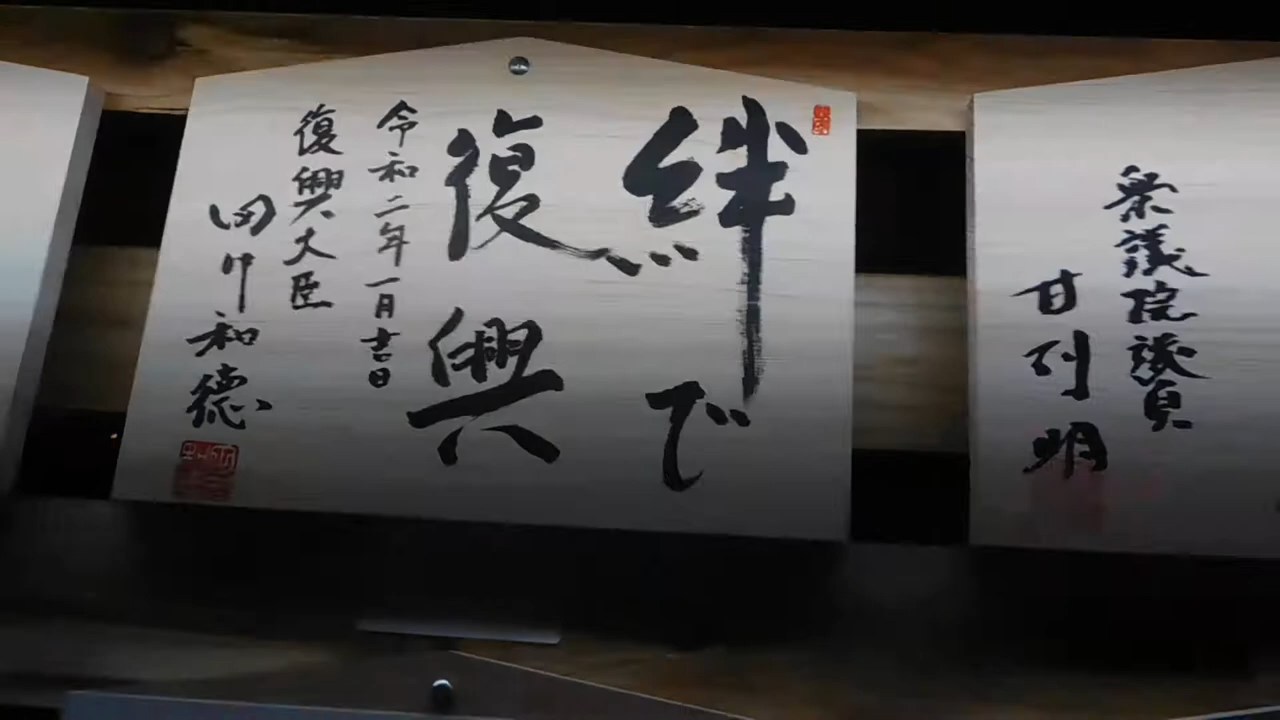 衆議院議員
甘利明
絆で
復興
令和二年一月吉日
復興大臣
田中和徳